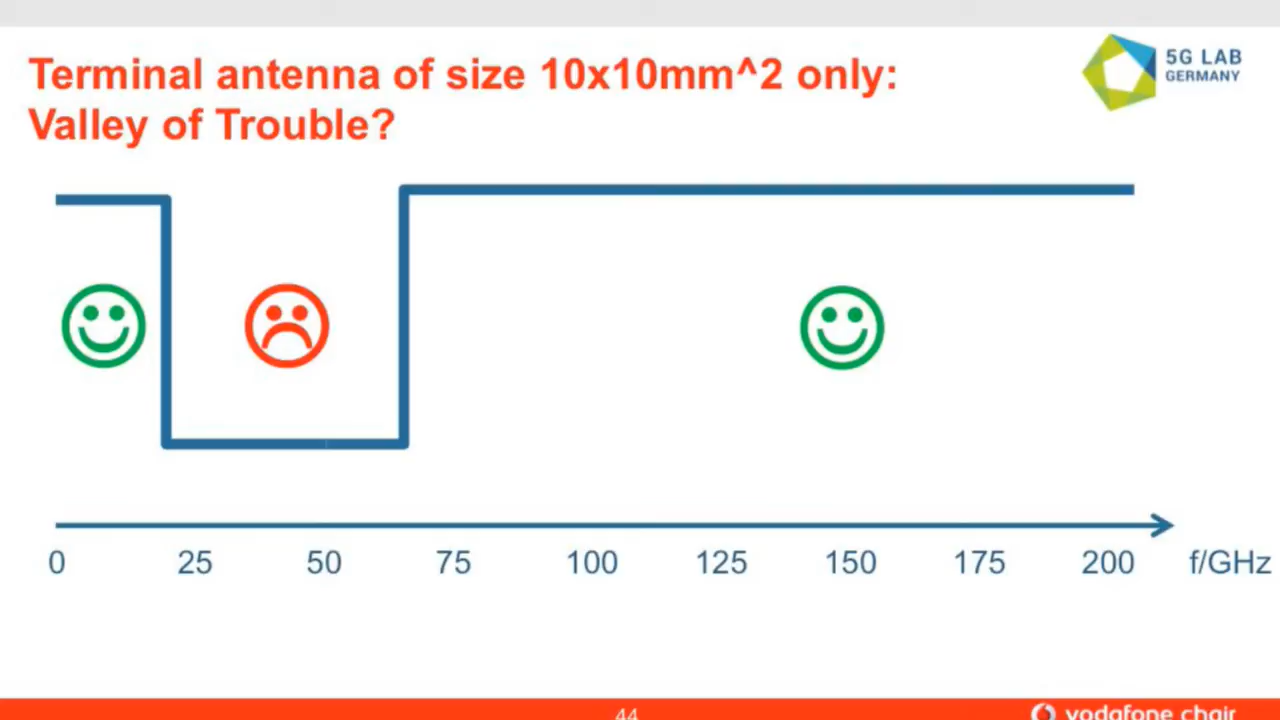 Terminal antenna of size 10x10mm^2 only:
Valley of Trouble?
5G LAB
GERMANY
0 25 50 75 100 125 150 175 200 f/GHz
44
vodafone chair